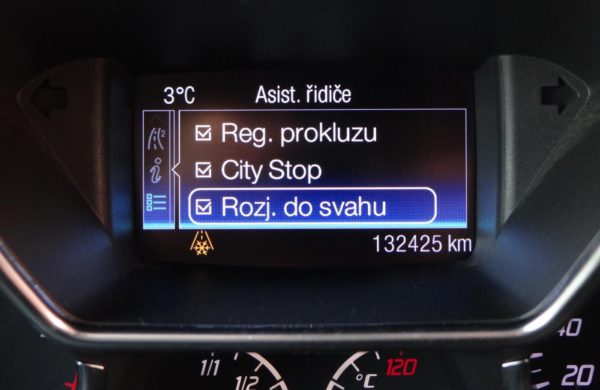 3°C Asist. řidiče
Reg. prokluzu
City Stop
Rozj. do svahu
132425 km
1/1 120 40
1/2 °C 20